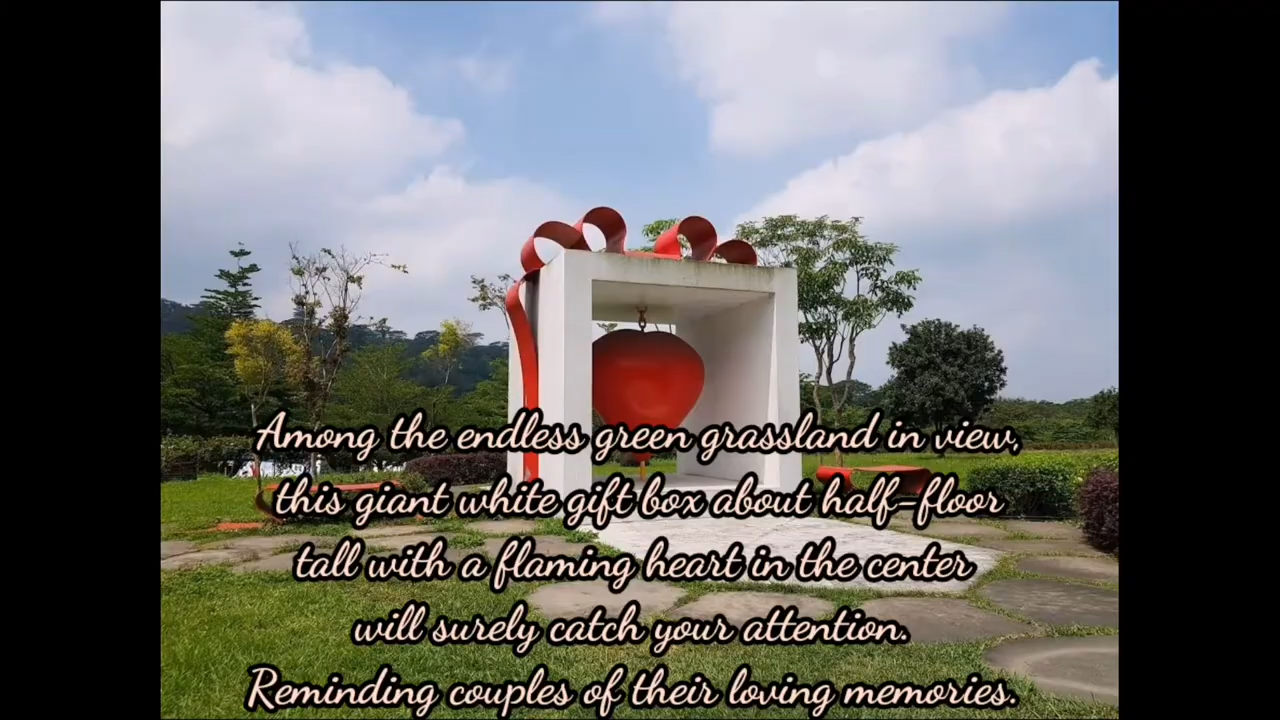 Among the endless green grassland in view,
this giant white gift box about half-floor
tall with a flaming heart in the center
will surely catch your attention.
Reminding couples of their loving memories.